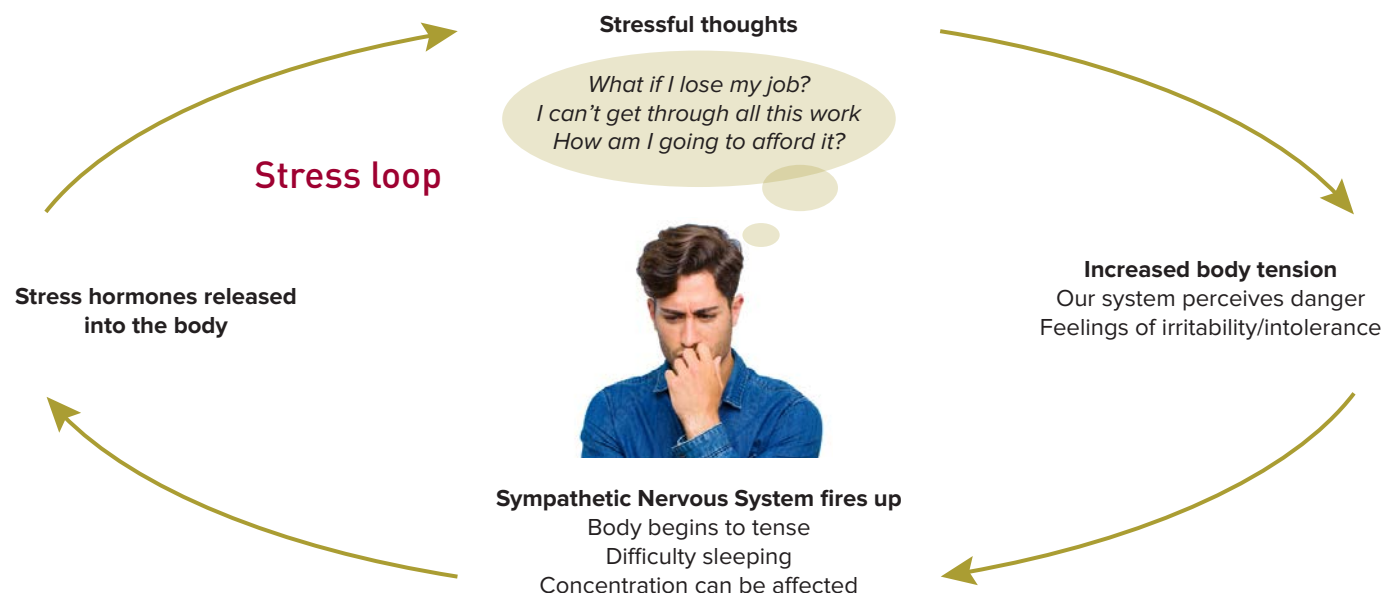 Stressful thoughts
What if I lose my job?
I can't get through all this work
How am I going to afford it?
Stress loop
Increased body tension
Our system perceives danger
Feelings of irritability/intolerance
Stress hormones released
into the body
Sympathetic Nervous System fires up
Body begins to tense
Difficulty sleeping
Concentration can be affected